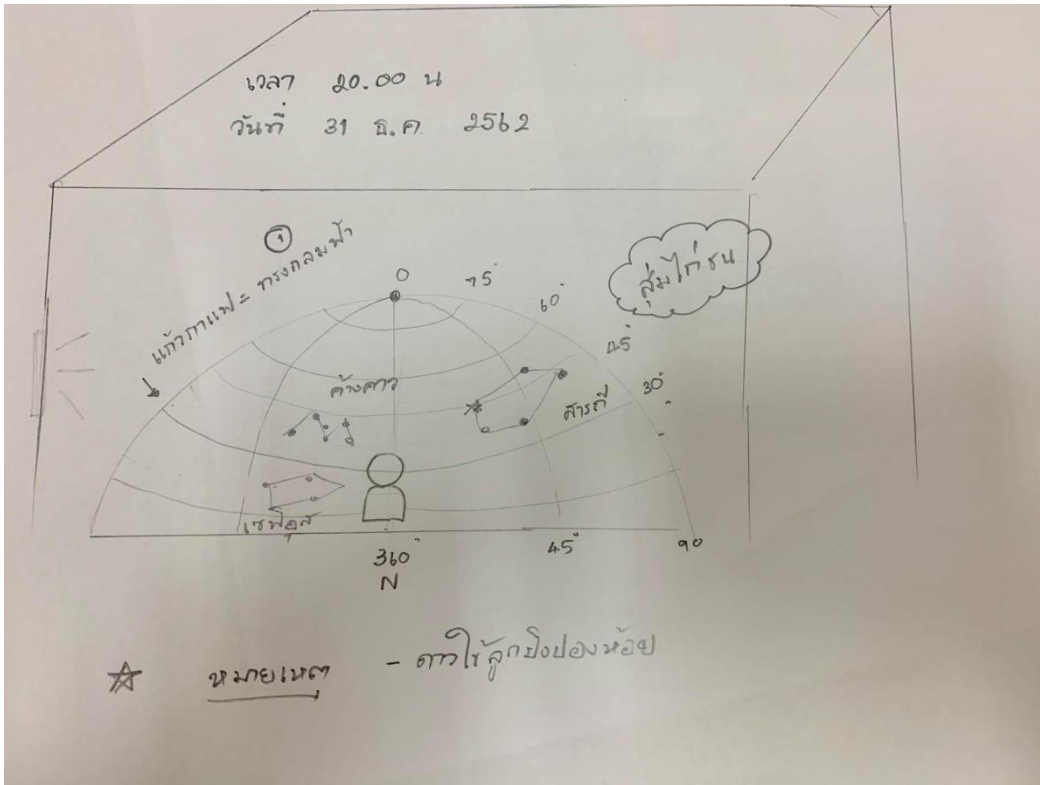 เวลา 20.00 น
วันที่ 31 ธ.ค. 2562
①
แก้วกาแฟ = ทรงกลมฟ้า
สุ่มไก่ชน
0
75°
60°
45
30°
ค้างคาว
สารถี
เซฟอุส
360°
N
45°
90
หมายเหตุ - ดาวใช้ลูกปิงปองห้อย